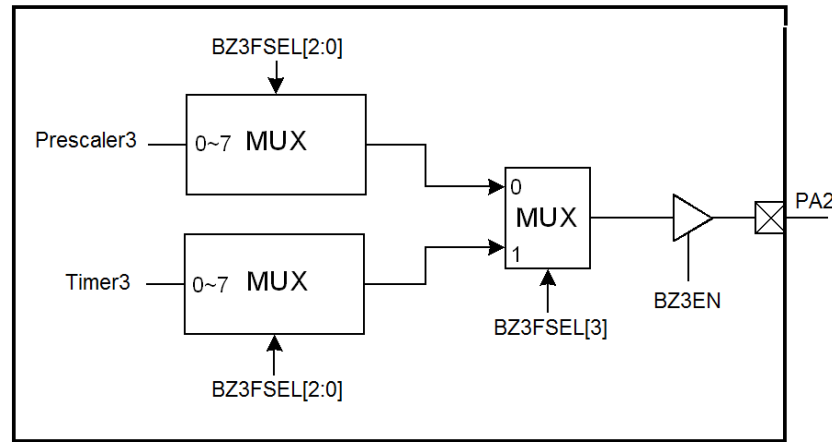 BZ3FSEL[2:0]
Prescaler3
0~7 MUX
0
MUX
1
PA2
Timer3
0~7 MUX
BZ3EN
BZ3FSEL[3]
BZ3FSEL[2:0]